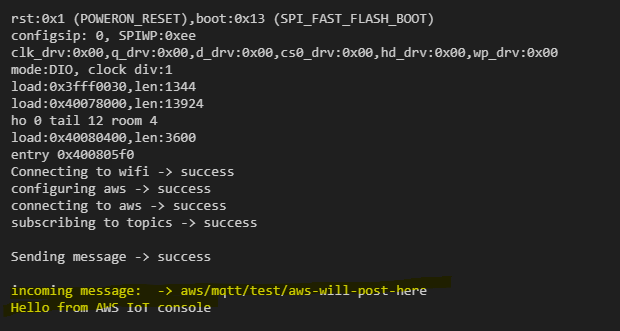 rst:0x1 (POWERON_RESET),boot:0x13 (SPI_FAST_FLASH_BOOT)
configsip: 0, SPIWP:0xee
clk_drv:0x00,q_drv:0x00,d_drv:0x00,cs0_drv:0x00,hd_drv:0x00,wp_drv:0x00
mode:DIO, clock div:1
load:0x3fff0030,len:1344
load:0x40078000,len:13924
ho 0 tail 12 room 4
load:0x40080400,len:3600
entry 0x400805f0
Connecting to wifi -> success
configuring aws -> success
connecting to aws -> success
subscribing to topics -> success
Sending message -> success
incoming message:  -> aws/mqtt/test/aws-will-post-here
Hello from AWS IoT console